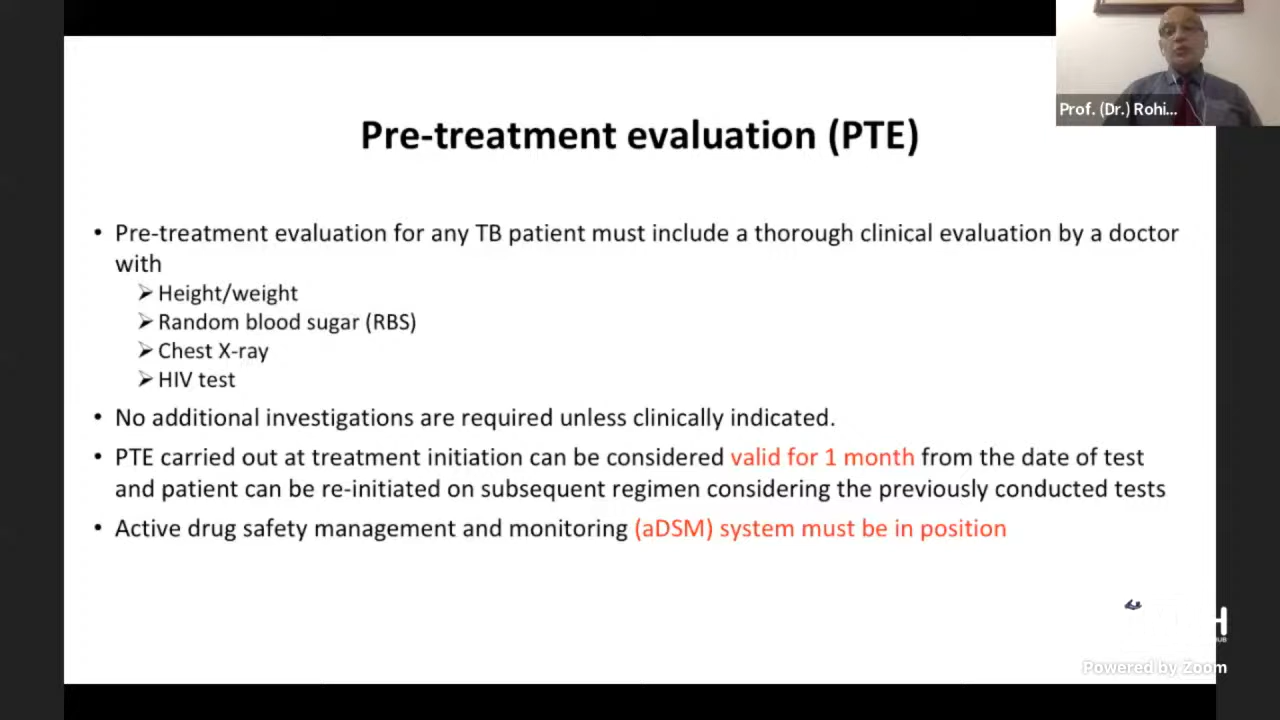 Prof. (Dr.) Rohi...
Pre-treatment evaluation (PTE)
• Pre-treatment evaluation for any TB patient must include a thorough clinical evaluation by a doctor
with
➢ Height/weight
➢ Random blood sugar (RBS)
➢ Chest X-ray
➢ HIV test
• No additional investigations are required unless clinically indicated.
• PTE carried out at treatment initiation can be considered valid for 1 month from the date of test
and patient can be re-initiated on subsequent regimen considering the previously conducted tests
• Active drug safety management and monitoring (aDSM) system must be in position
Powered by Zoom